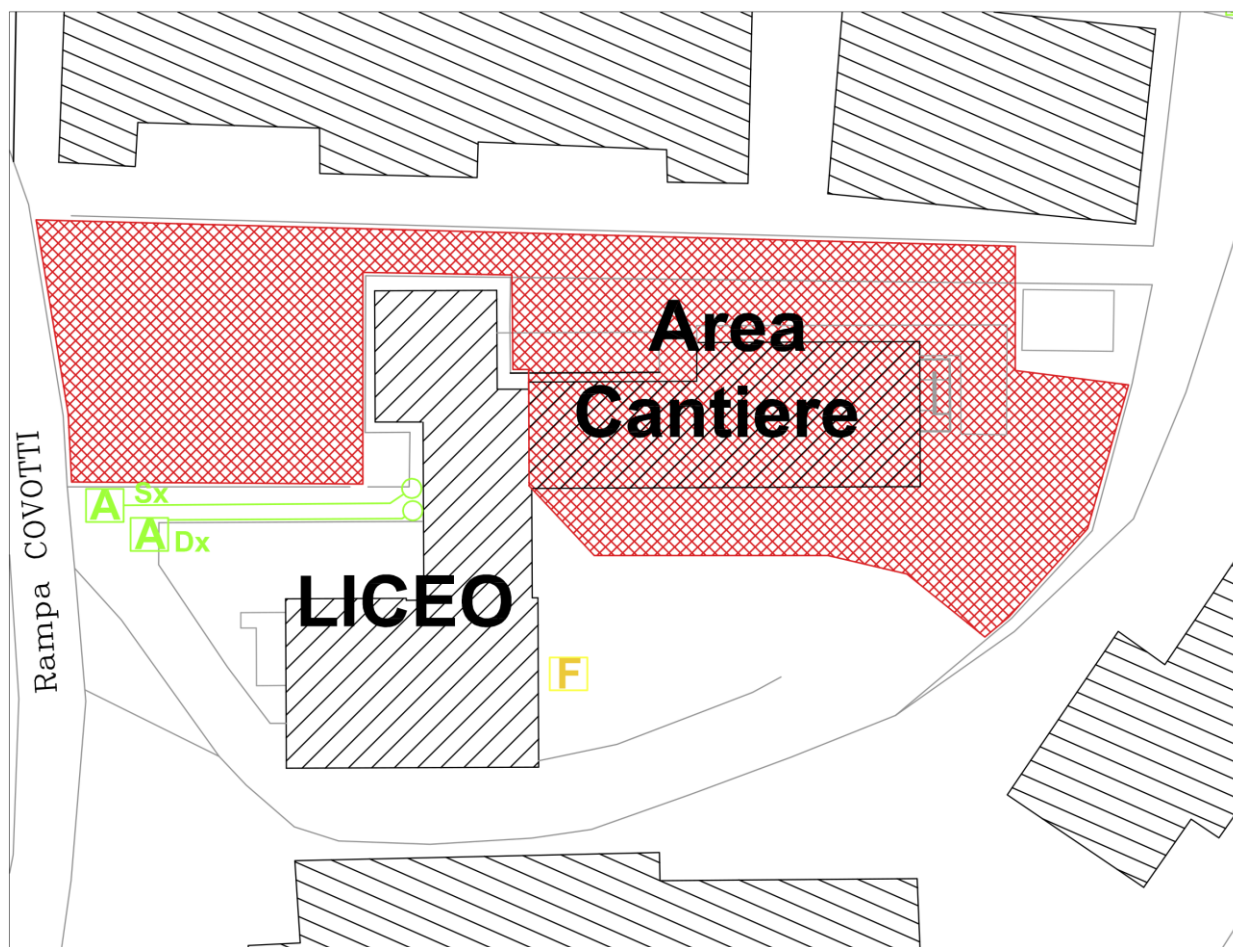 Area
Cantiere
Rampa COVOTTI
A Sx
A Dx
LICEO
F